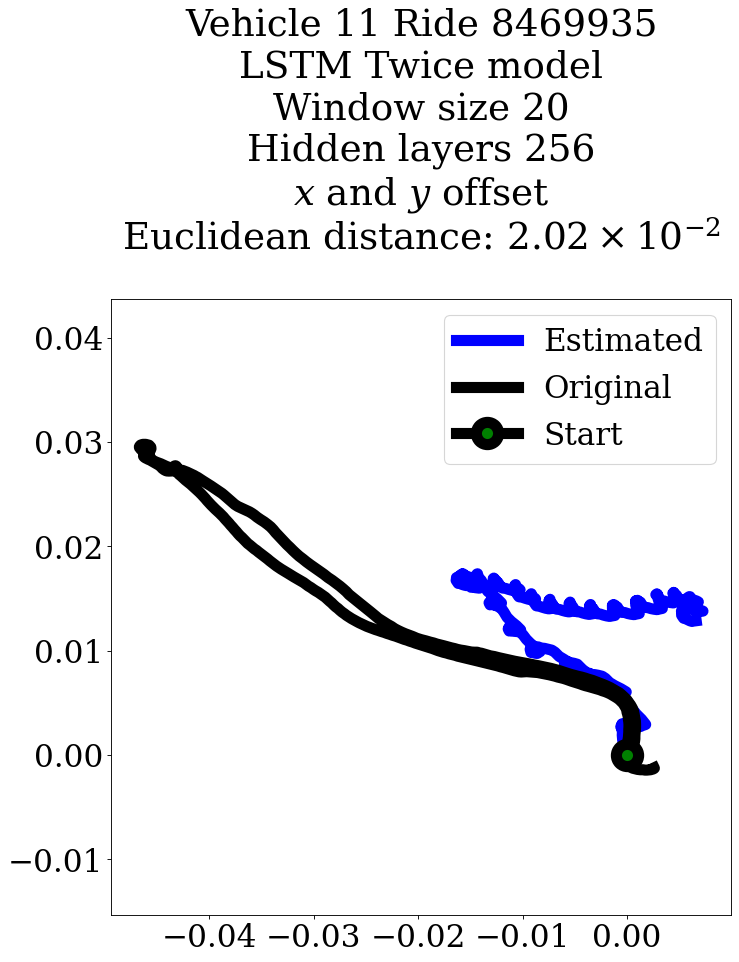 Vehicle 11 Ride 8469935
LSTM Twice model
Window size 20
Hidden layers 256
x and y offset
Euclidean distance: 2.02 × 10⁻²
Estimated
Original
Start
0.04
0.03
0.02
0.01
0.00
−0.01
−0.04 −0.03 −0.02 −0.01 0.00